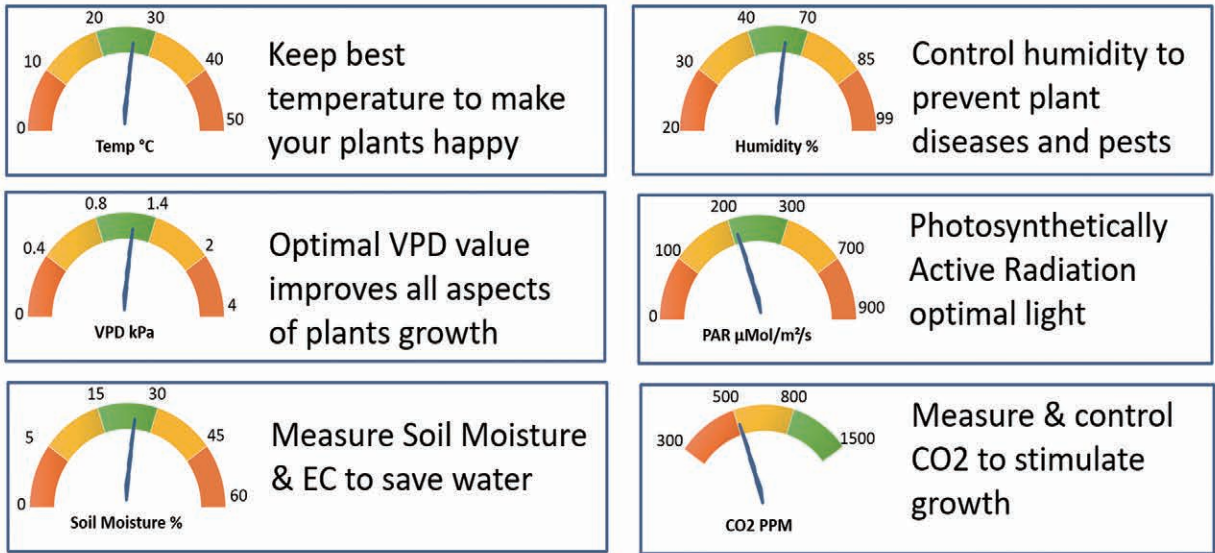 20 30
10 40
0 50
Temp °C
Keep best
temperature to make
your plants happy
40 70
30 85
20 99
Humidity %
Control humidity to
prevent plant
diseases and pests
0.8 1.4
0.4 2
0 4
VPD kPa
Optimal VPD value
improves all aspects
of plants growth
200 300
100 700
0 900
PAR µMol/m²/s
Photosynthetically
Active Radiation
optimal light
15 30
5 45
0 60
Soil Moisture %
Measure Soil Moisture
& EC to save water
500 800
300 1500
CO2 PPM
Measure & control
CO2 to stimulate
growth